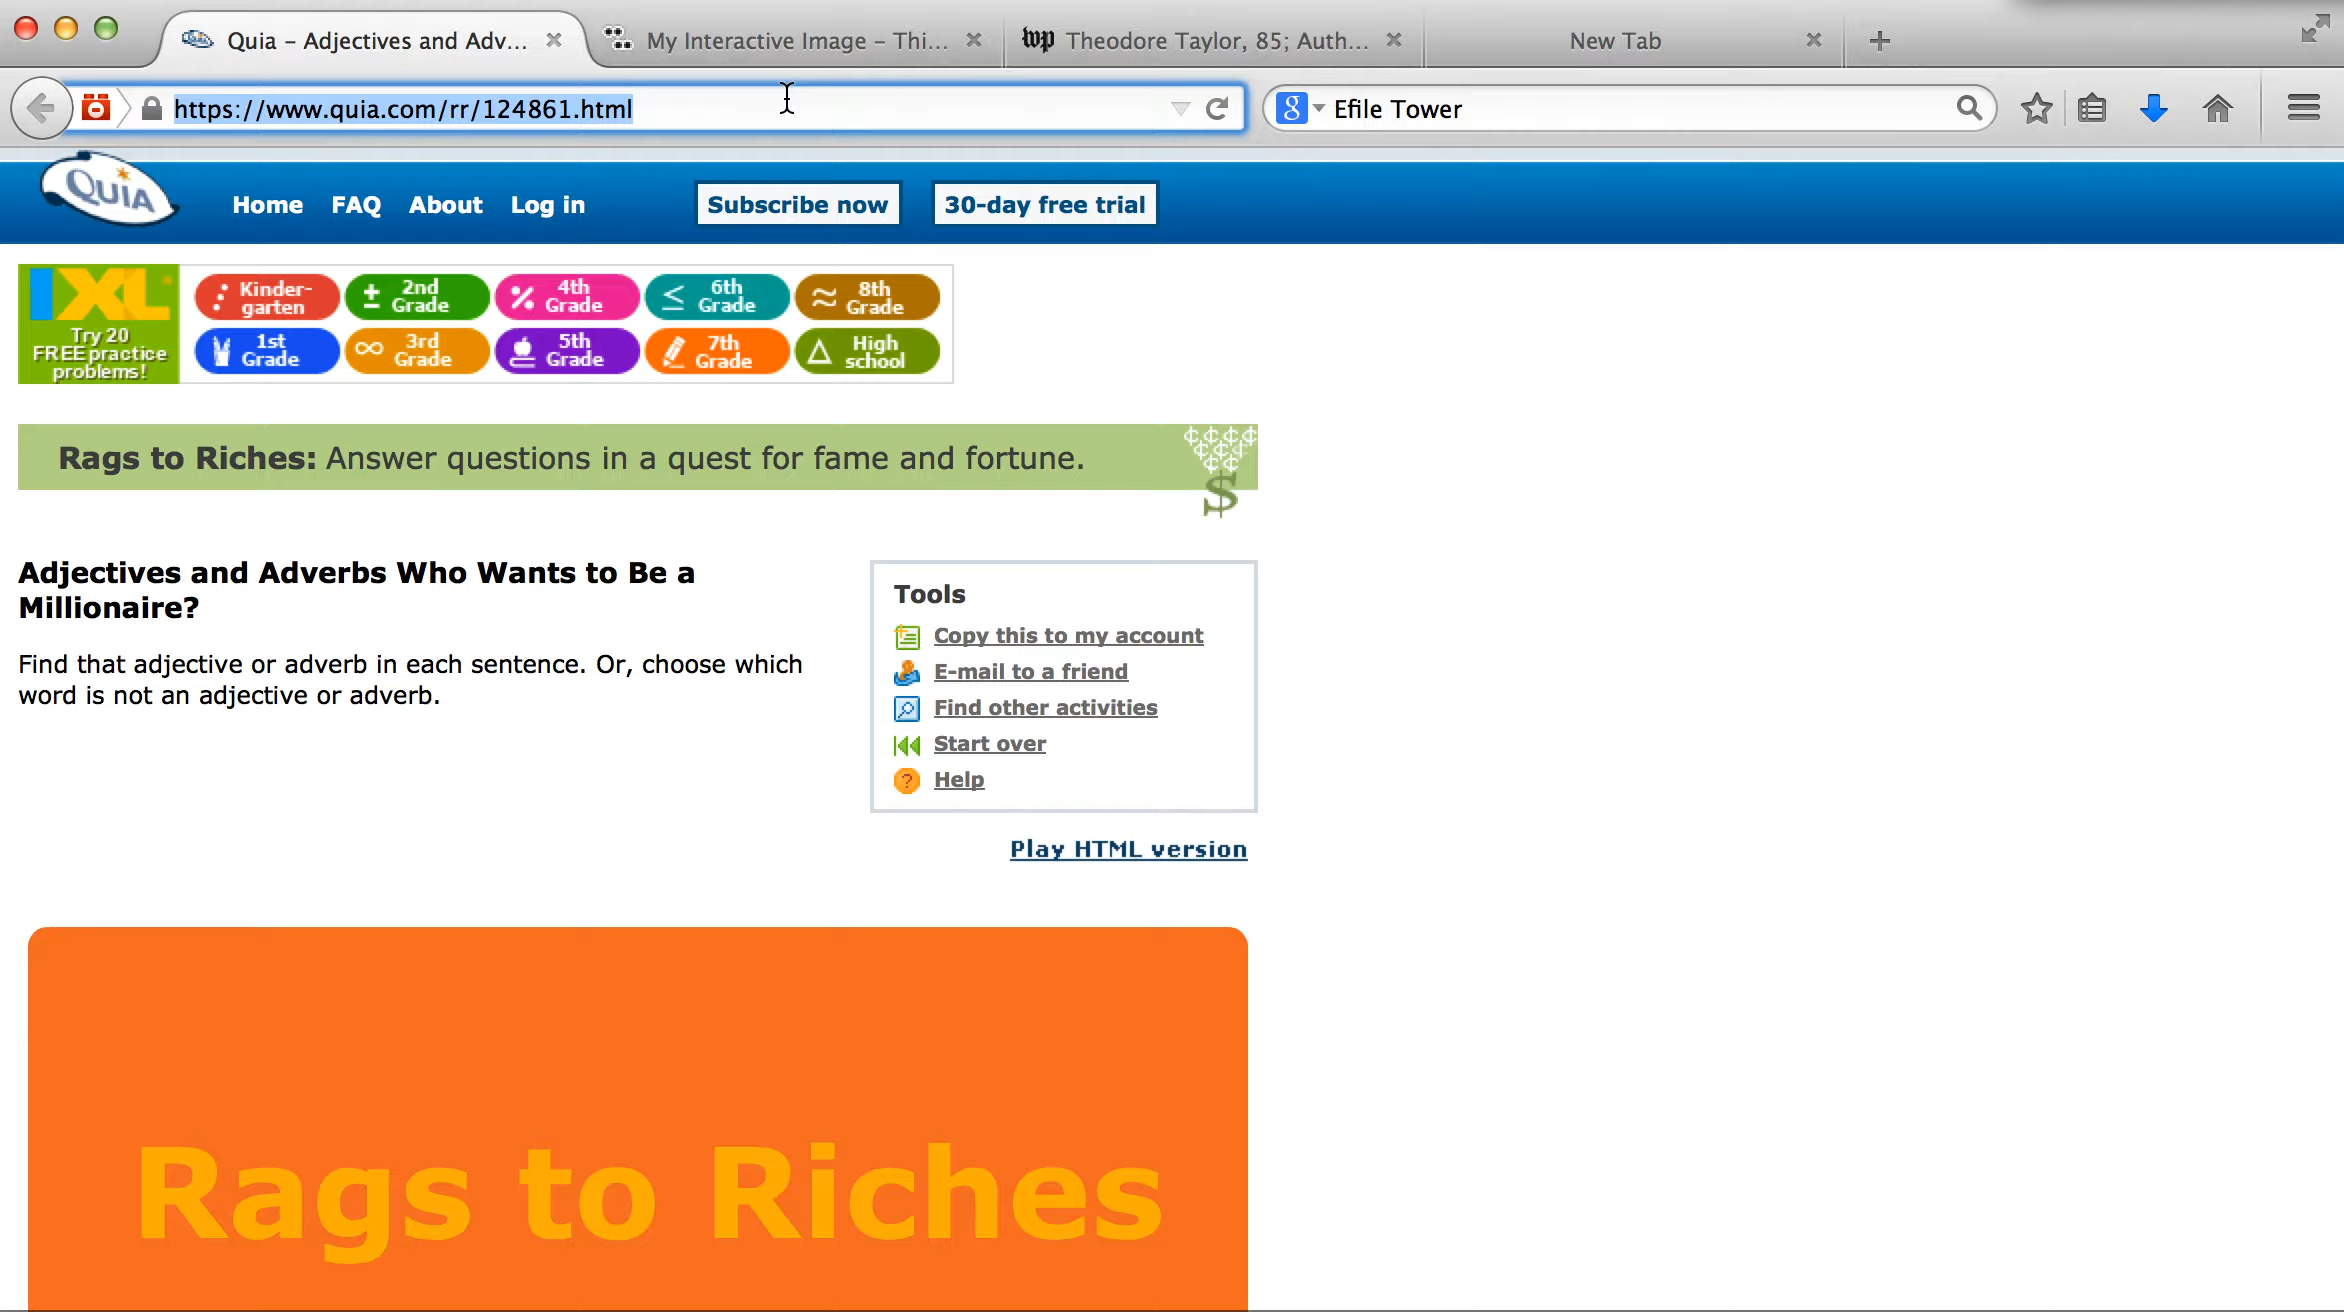 Quia – Adjectives and Adv...
My Interactive Image – Thi...
wp Theodore Taylor, 85; Auth...
New Tab
https://www.quia.com/rr/124861.html
8 Efile Tower
QUIA
Home FAQ About Log in
Subscribe now 30-day free trial
IXL
Try 20
FREE practice
problems!
Kinder-
garten
2nd
Grade
4th
Grade
6th
Grade
8th
Grade
1st
Grade
3rd
Grade
5th
Grade
7th
Grade
High
school
Rags to Riches: Answer questions in a quest for fame and fortune.
Adjectives and Adverbs Who Wants to Be a
Millionaire?
Find that adjective or adverb in each sentence. Or, choose which
word is not an adjective or adverb.
Tools
Copy this to my account
E-mail to a friend
Find other activities
Start over
Help
Play HTML version
Rags to Riches